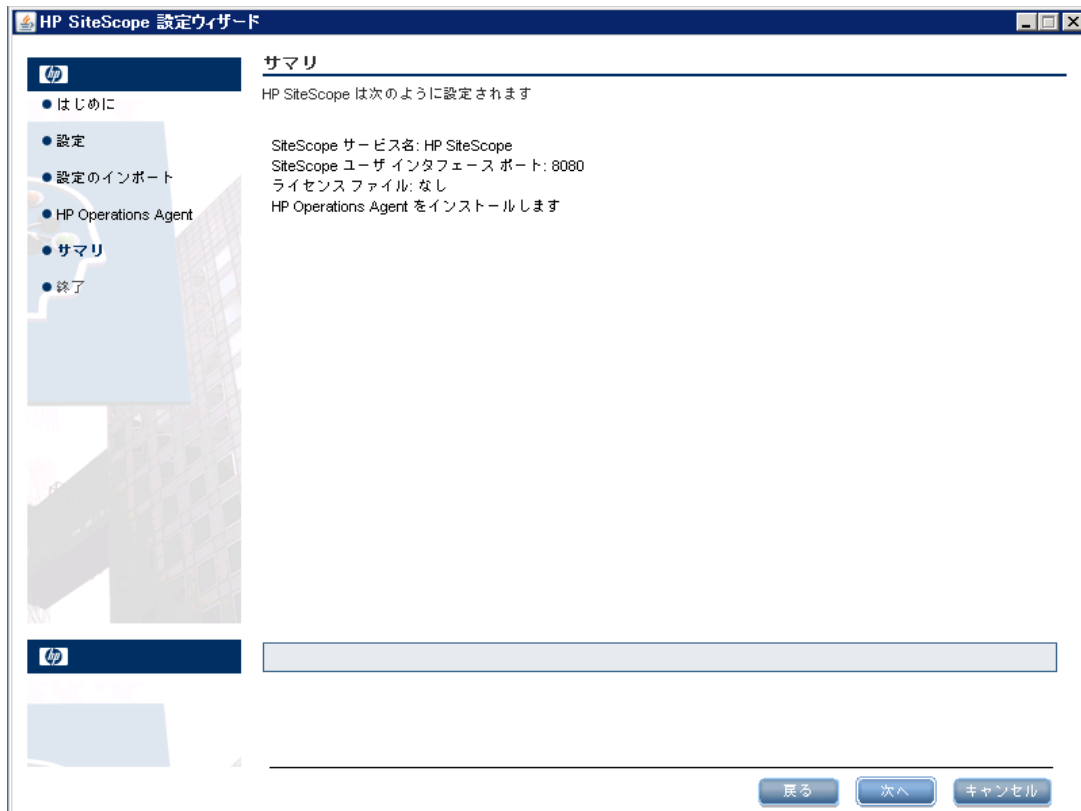 HP SiteScope 設定ウィザード
hp
はじめに
設定
設定のインポート
HP Operations Agent
サマリ
終了
サマリ
HP SiteScope は次のように設定されます
SiteScope サービス名: HP SiteScope
SiteScope ユーザ インタフェース ポート: 8080
ライセンス ファイル: なし
HP Operations Agent をインストールします
hp
戻る
次へ
キャンセル